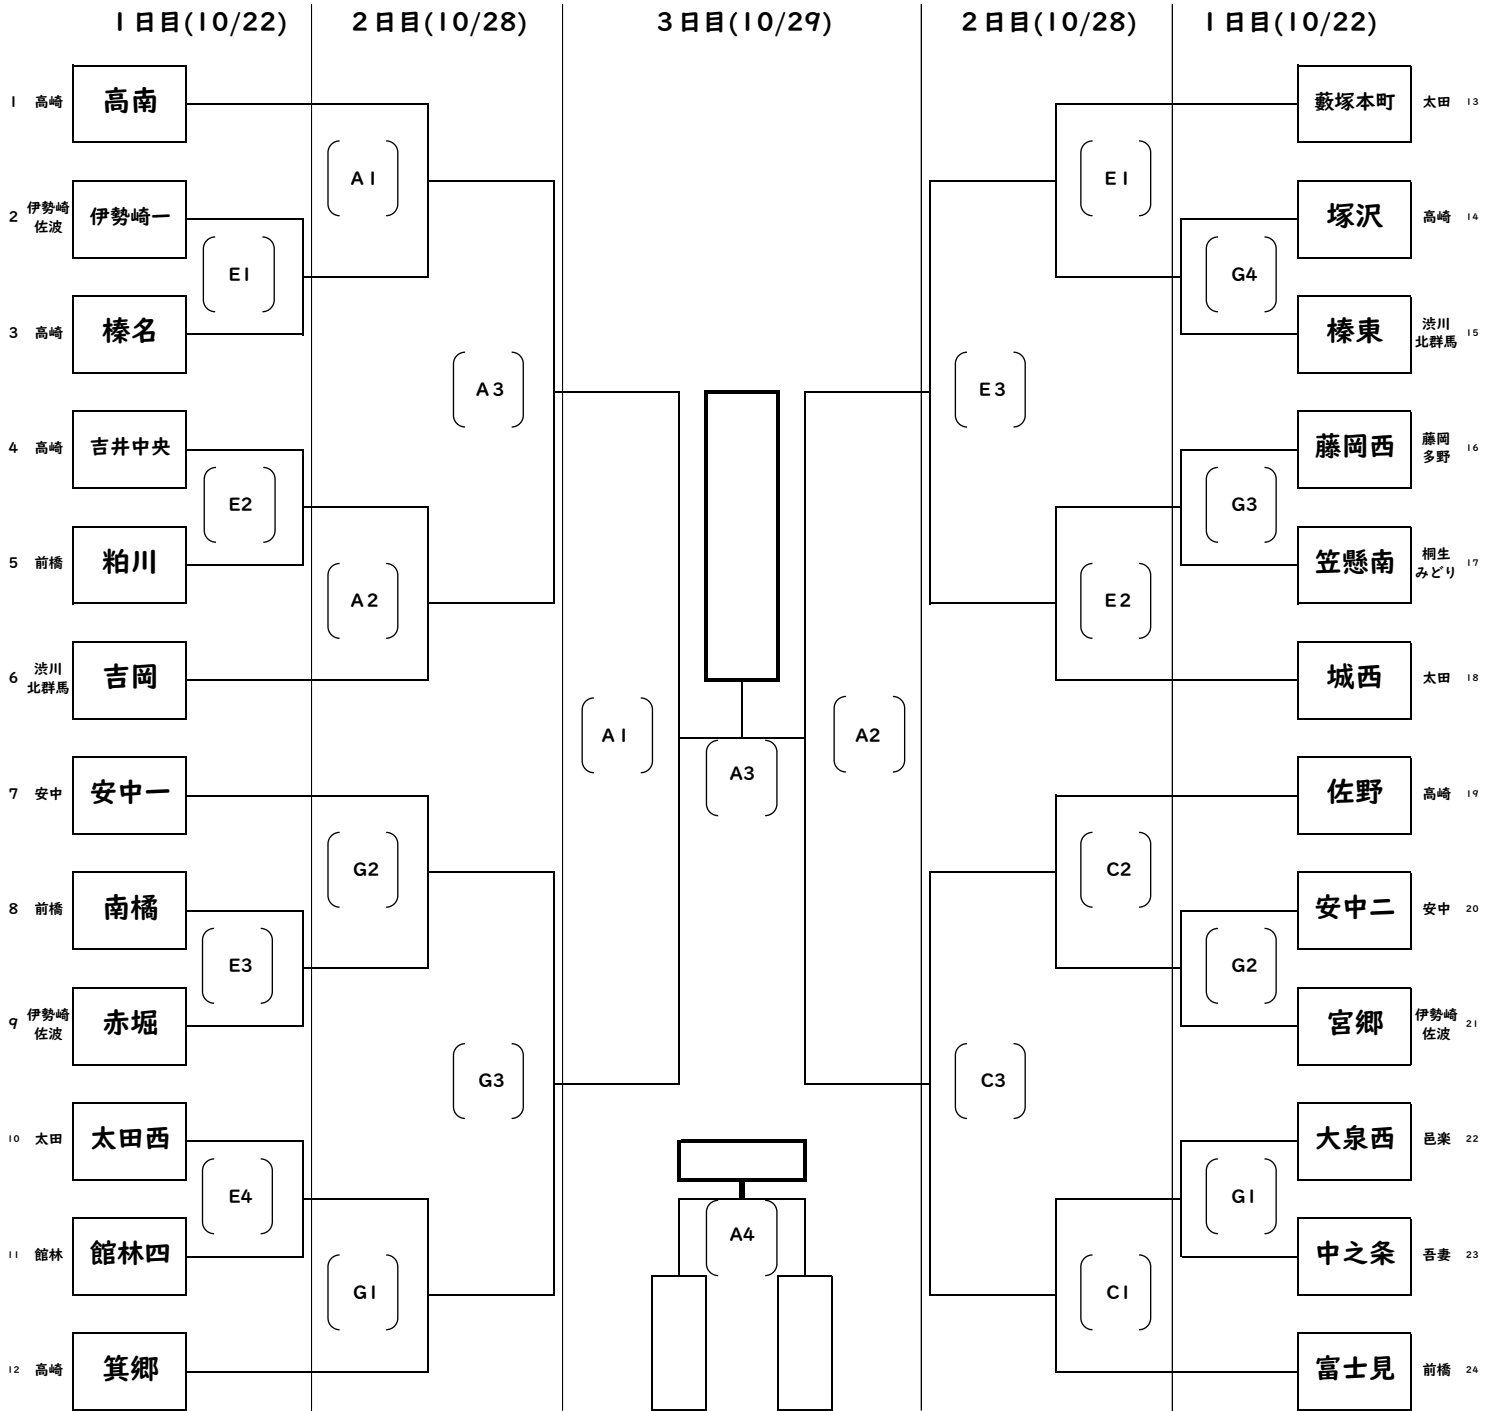 1日目(10/22) 2日目(10/28) 3日目(10/29) 2日目(10/28) 1日目(10/22)
1 高崎 高南
A1
2 伊勢崎
佐波 伊勢崎一
E1
3 高崎 榛名
A3
4 高崎 吉井中央
E2
5 前橋 粕川
A2
6 渋川
北群馬 吉岡
7 安中 安中一
G2
8 前橋 南橘
E3
9 伊勢崎
佐波 赤堀
G3
10 太田 太田西
E4
11 館林 館林四
G1
12 高崎 箕郷
A1
A3
A2
A4
藪塚本町 太田 13
E1
塚沢 高崎 14
G4
榛東 渋川
北群馬 15
E3
藤岡西 藤岡
多野 16
G3
笠懸南 桐生
みどり 17
E2
城西 太田 18
佐野 高崎 19
C2
安中二 安中 20
G2
宮郷 伊勢崎
佐波 21
C3
大泉西 邑楽 22
G1
中之条 吾妻 23
C1
富士見 前橋 24